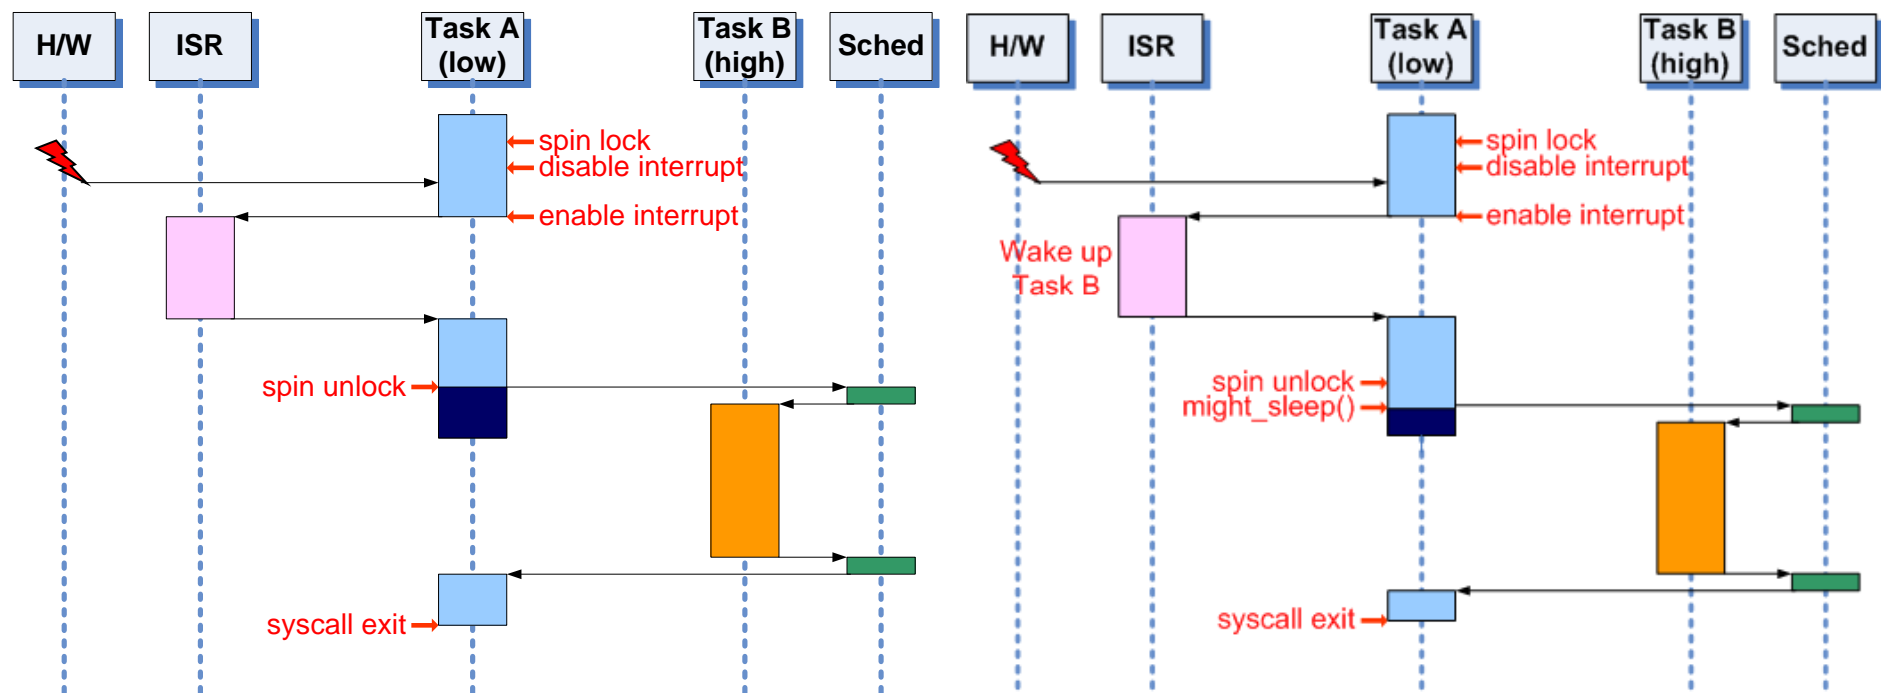 H/W
ISR
Task A
(low)
Task B
(high)
Sched
spin lock
disable interrupt
enable interrupt
spin unlock
syscall exit
H/W
ISR
Task A
(low)
Task B
(high)
Sched
spin lock
disable interrupt
enable interrupt
Wake up
Task B
spin unlock
might_sleep()
syscall exit